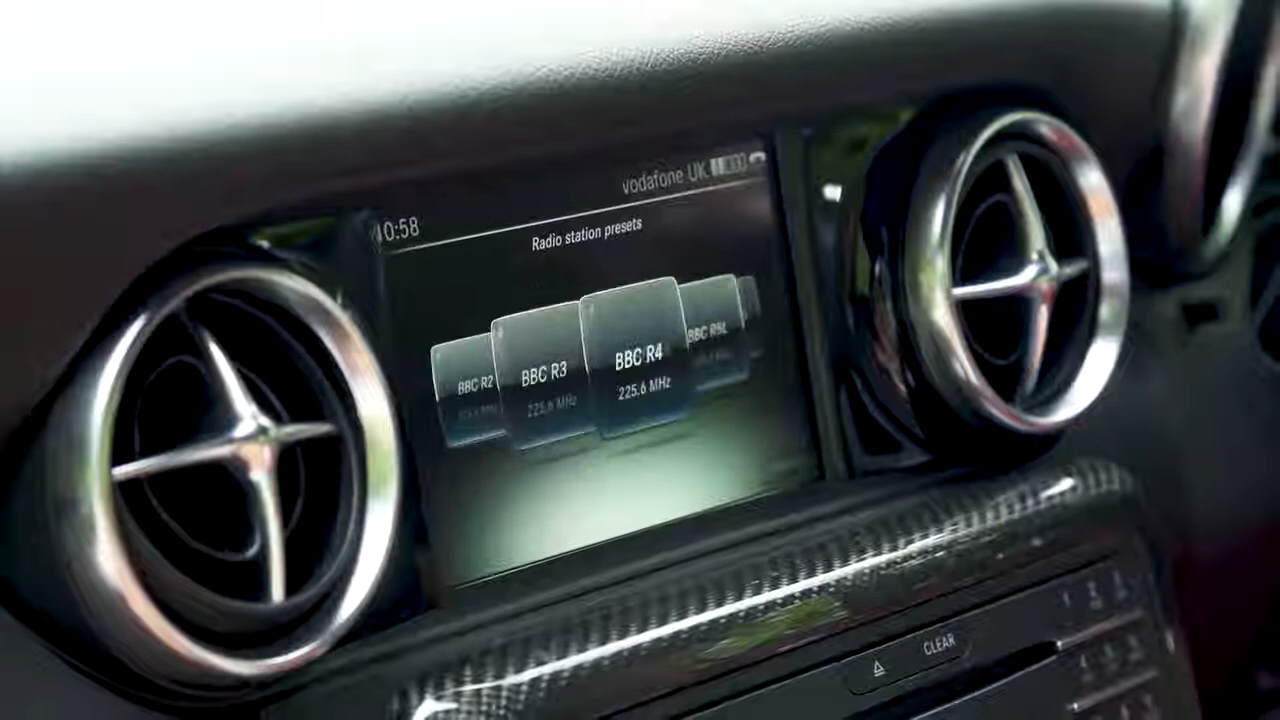 vodafone UK
10:58
Radio station presets
BBC R2
BBC R3
225.6 MHz
BBC R4
225.6 MHz
BBC R5L
CLEAR